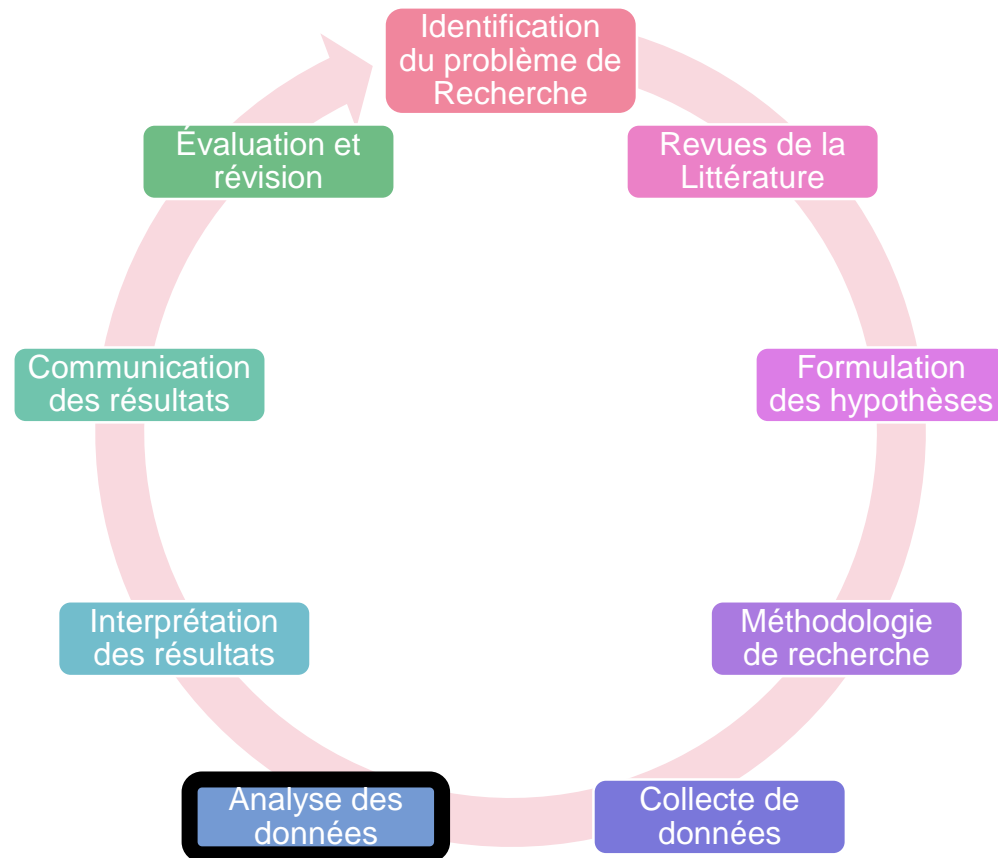 Identification
du problème de
Recherche
Revues de la
Littérature
Formulation
des hypothèses
Méthodologie
de recherche
Collecte de
données
Analyse des
données
Interprétation
des résultats
Communication
des résultats
Évaluation et
révision